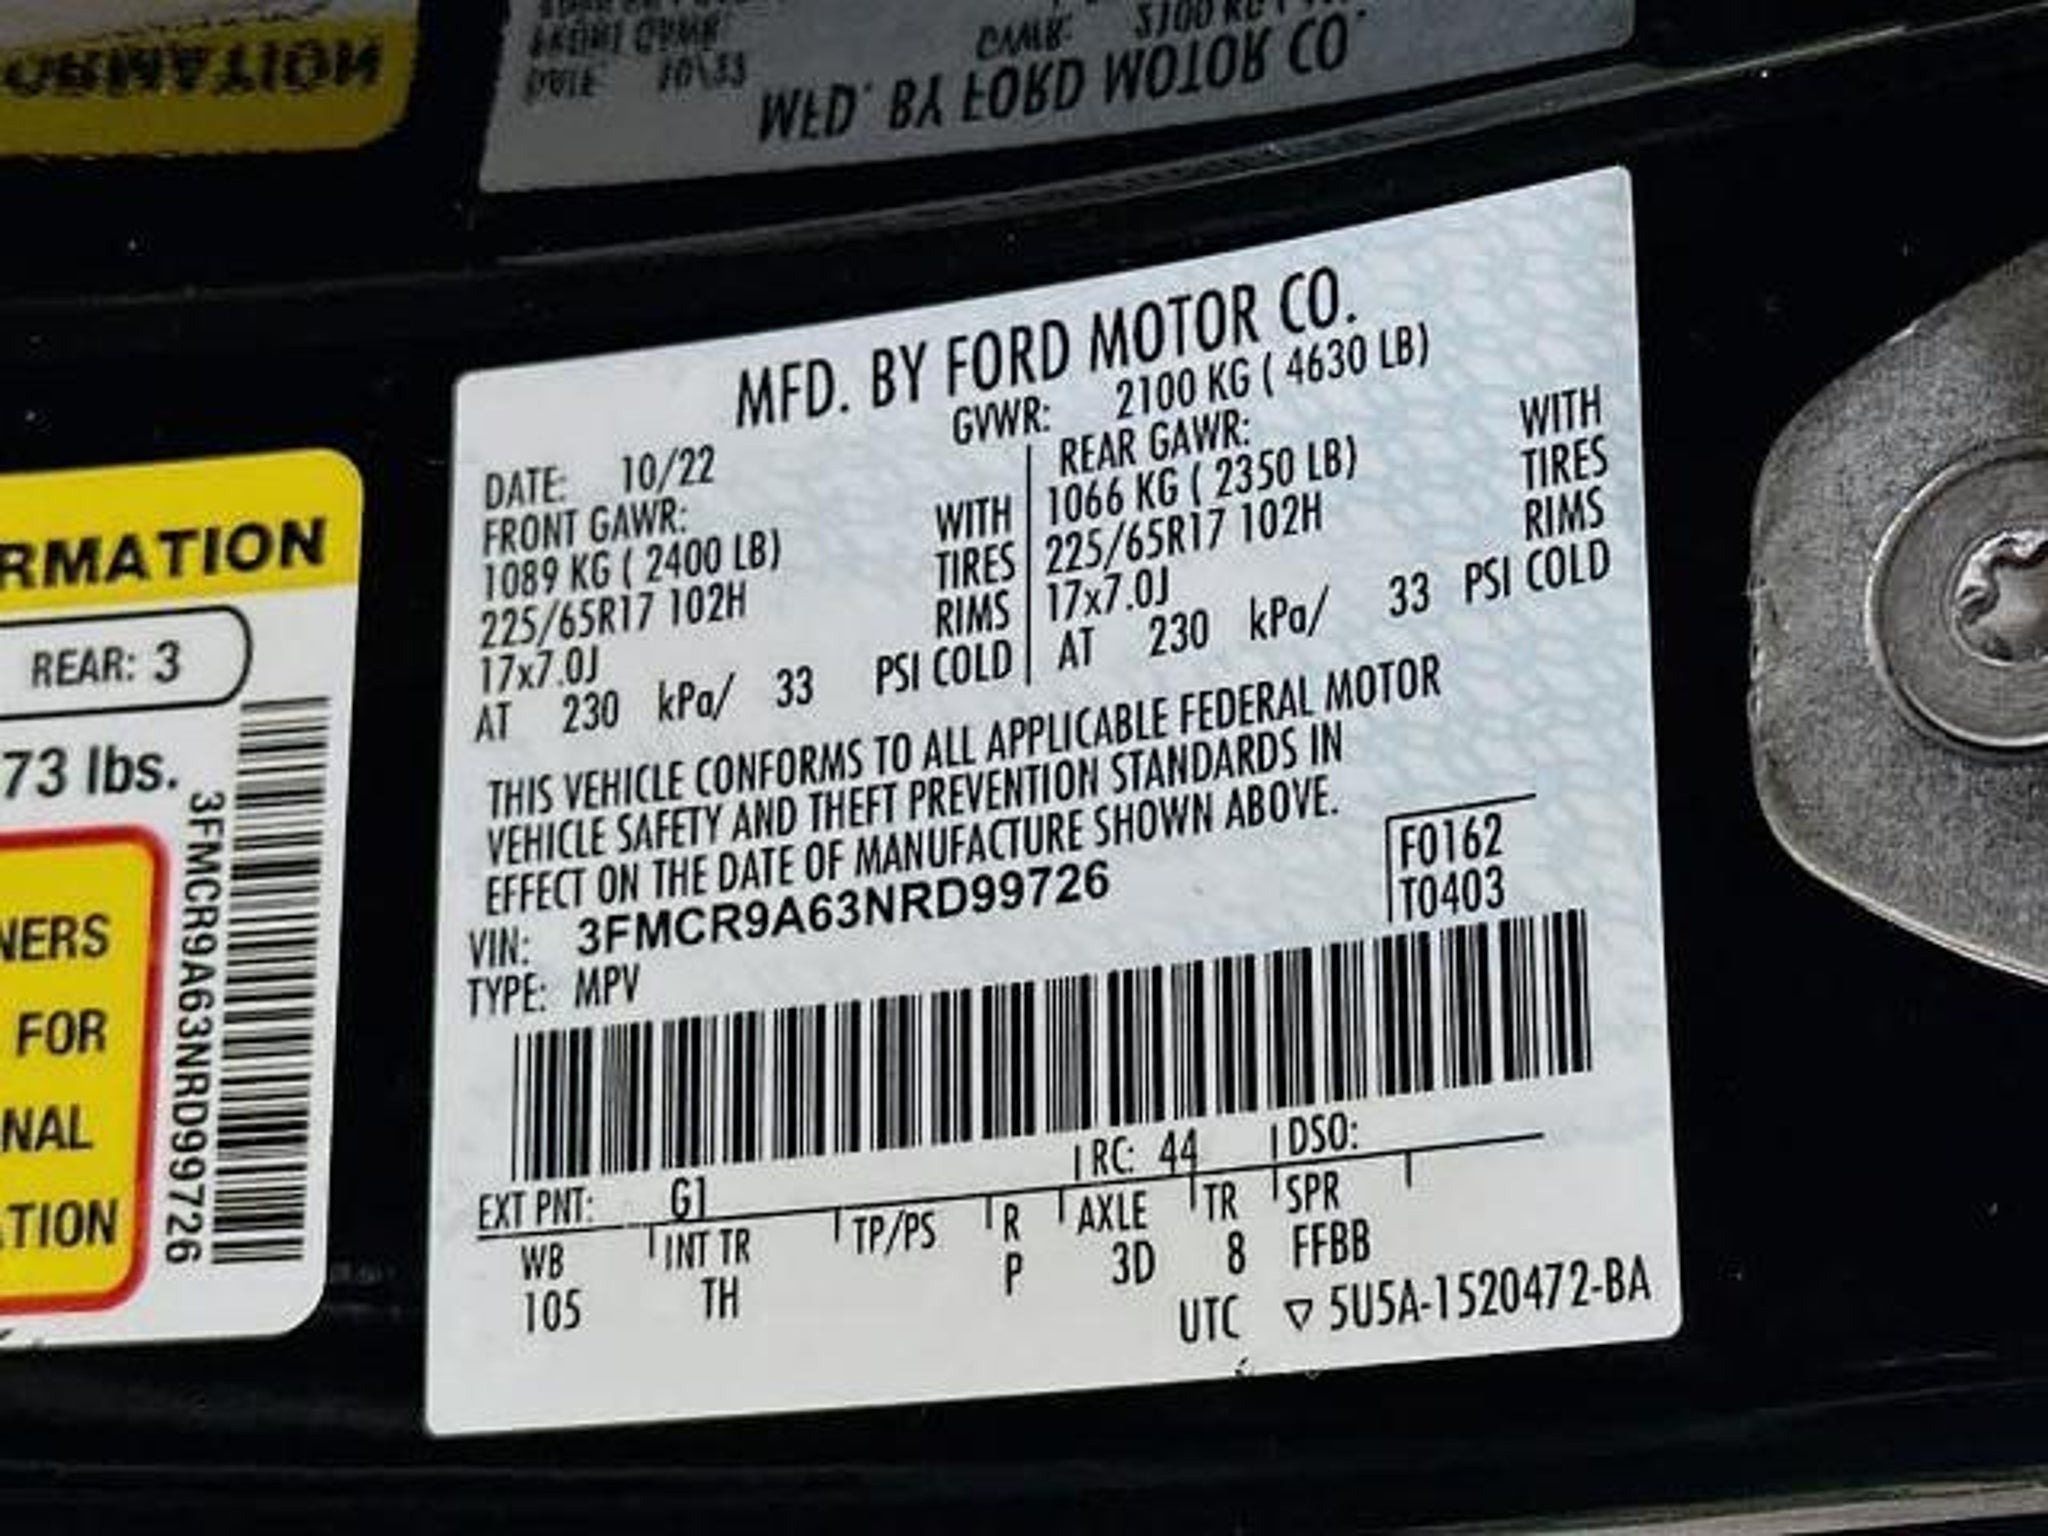 MFD. BY FORD MOTOR CO.
DATE: 10/22 GVWR: 2100 KG ( 4630 LB)
FRONT GAWR: REAR GAWR:
1089 KG ( 2400 LB) WITH 1066 KG ( 2350 LB) WITH
225/65R17 102H TIRES 225/65R17 102H TIRES
17x7.0J RIMS 17x7.0J RIMS
AT 230 kPa/ 33 PSI COLD AT 230 kPa/ 33 PSI COLD
THIS VEHICLE CONFORMS TO ALL APPLICABLE FEDERAL MOTOR
VEHICLE SAFETY AND THEFT PREVENTION STANDARDS IN
EFFECT ON THE DATE OF MANUFACTURE SHOWN ABOVE.
VIN: 3FMCR9A63NRD99726 F0162
TYPE: MPV T0403
EXT PNT: G1 RC: 44 DSO:
WB INT TR TP/PS R AXLE TR SPR
105 TH P 3D 8 FFBB
UTC ▽ 5U5A-1520472-BA
RMATION
REAR: 3
73 lbs.
3FMCR9A63NRD99726
NERS
FOR
NAL
ATION
ORMATION
MFD. BY FORD MOTOR CO.
FRONT GAWR: GVWR: 2100 KG